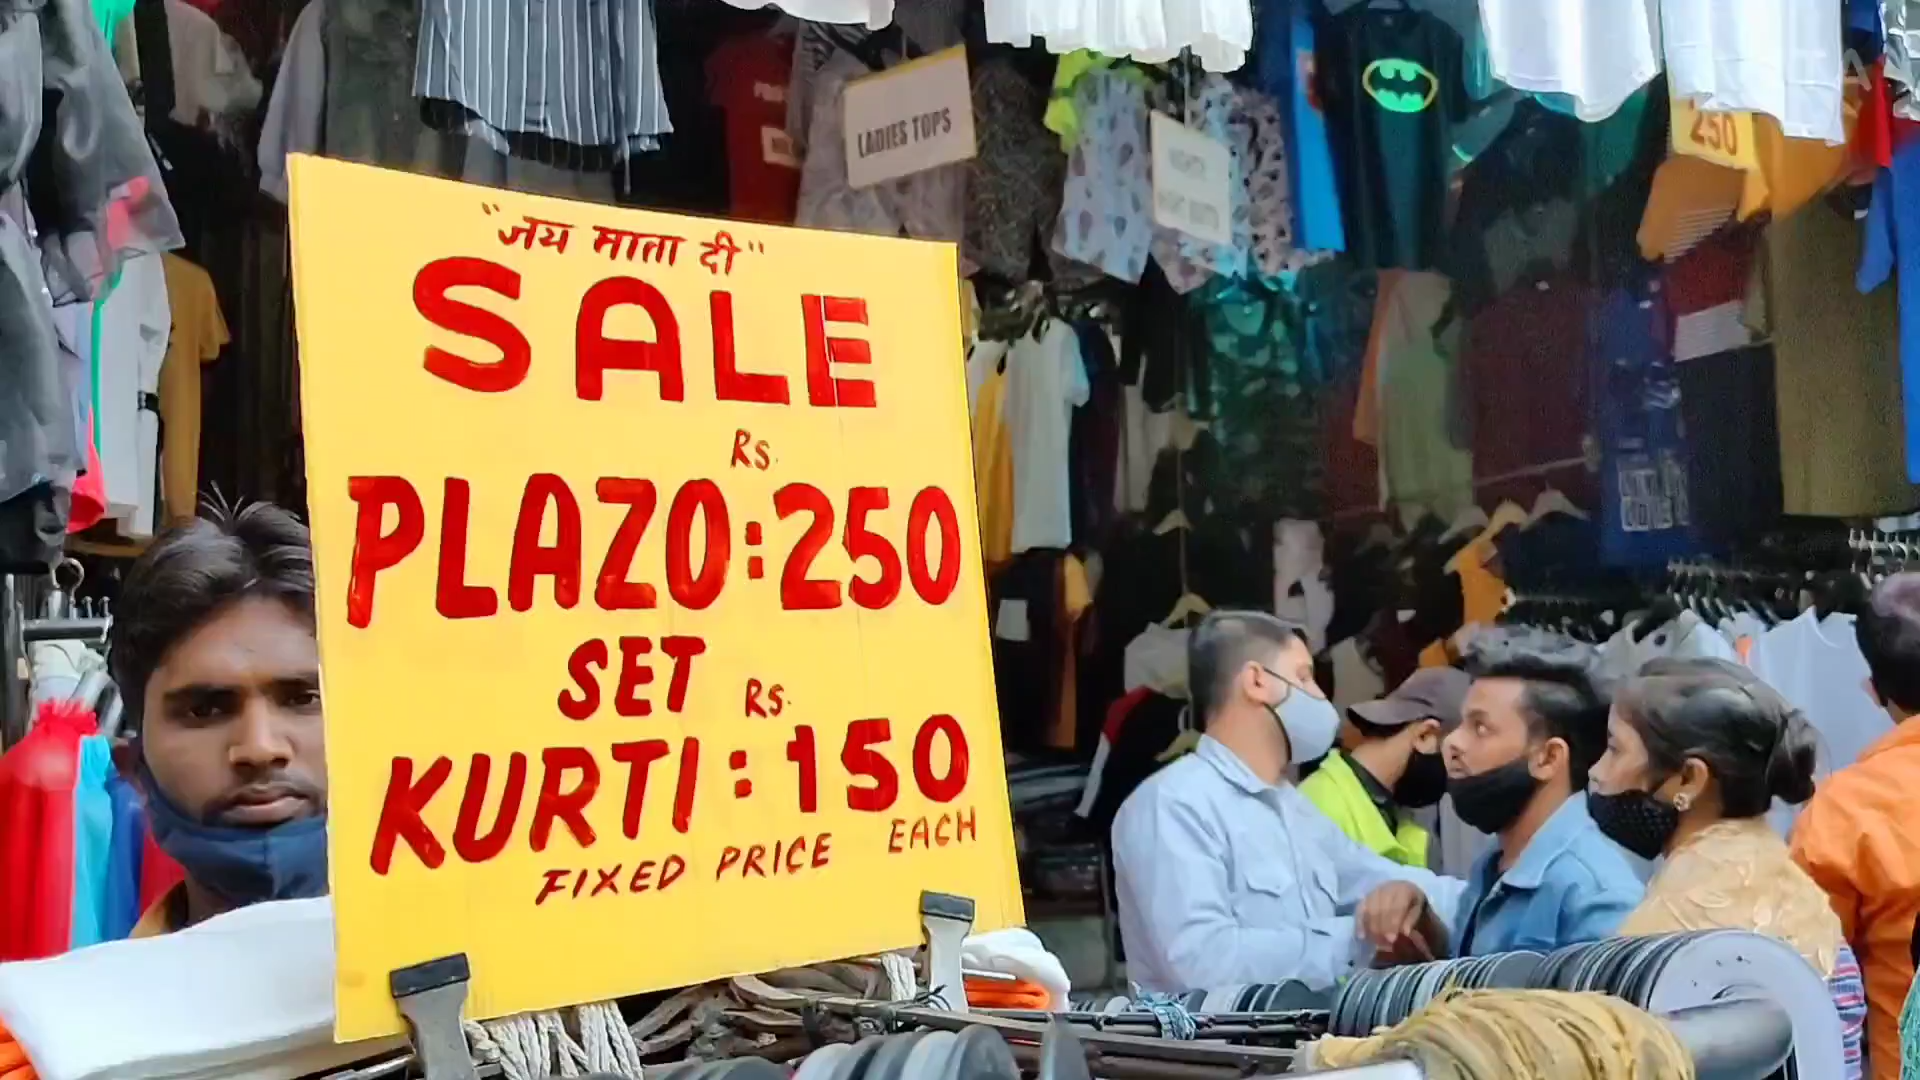 "जय माता दी"
SALE
Rs.
PLAZO:250
SET
Rs.
KURTI:150
EACH
FIXED PRICE
LADIES TOPS
250